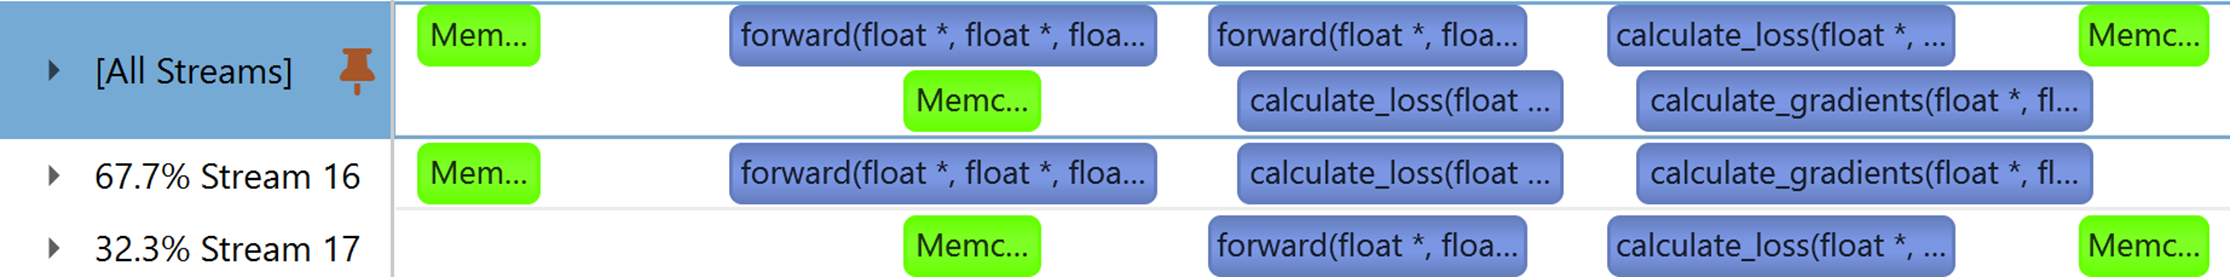 Mem... forward(float *, float *, floa... forward(float *, floa... calculate_loss(float *, ... Memc...
[All Streams]
Memc... calculate_loss(float ... calculate_gradients(float *, fl...
67.7% Stream 16 Mem... forward(float *, float *, floa... calculate_loss(float ... calculate_gradients(float *, fl...
32.3% Stream 17 Memc... forward(float *, floa... calculate_loss(float *, ... Memc...